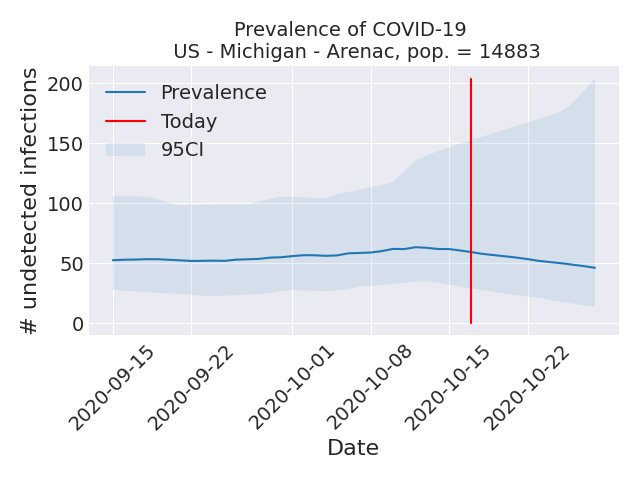 Prevalence of COVID-19
US - Michigan - Arenac, pop. = 14883
# undetected infections
200
150
100
50
0
Prevalence
Today
95CI
2020-09-15
2020-09-22
2020-10-01
2020-10-08
2020-10-15
2020-10-22
Date